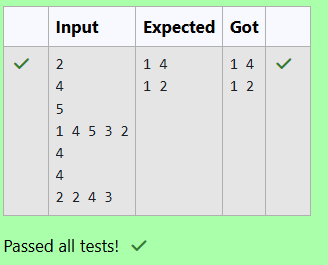 Input Expected Got
2 1 4 1 4
4 1 2 1 2
5
1 4 5 3 2
4
4
2 2 4 3
Passed all tests!